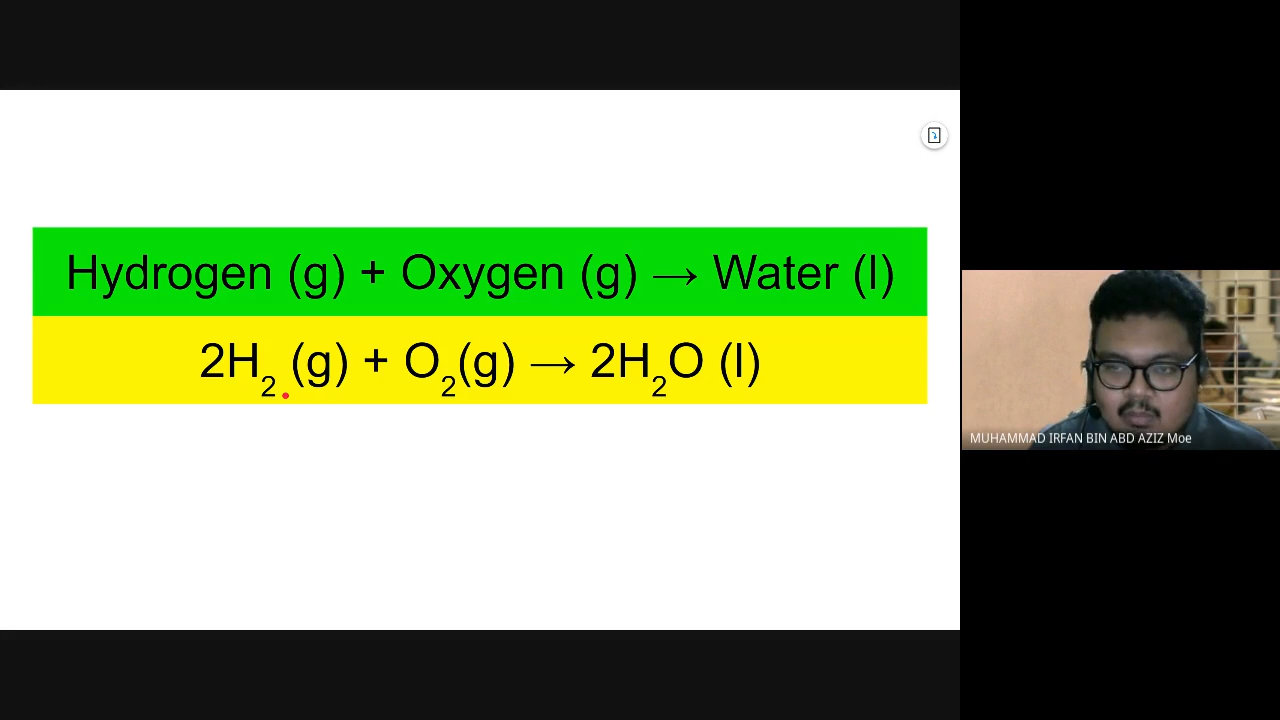 Hydrogen (g) + Oxygen (g) → Water (l)
2H₂ (g) + O₂(g) → 2H₂O (l)
MUHAMMAD IRFAN BIN ABD AZIZ Moe